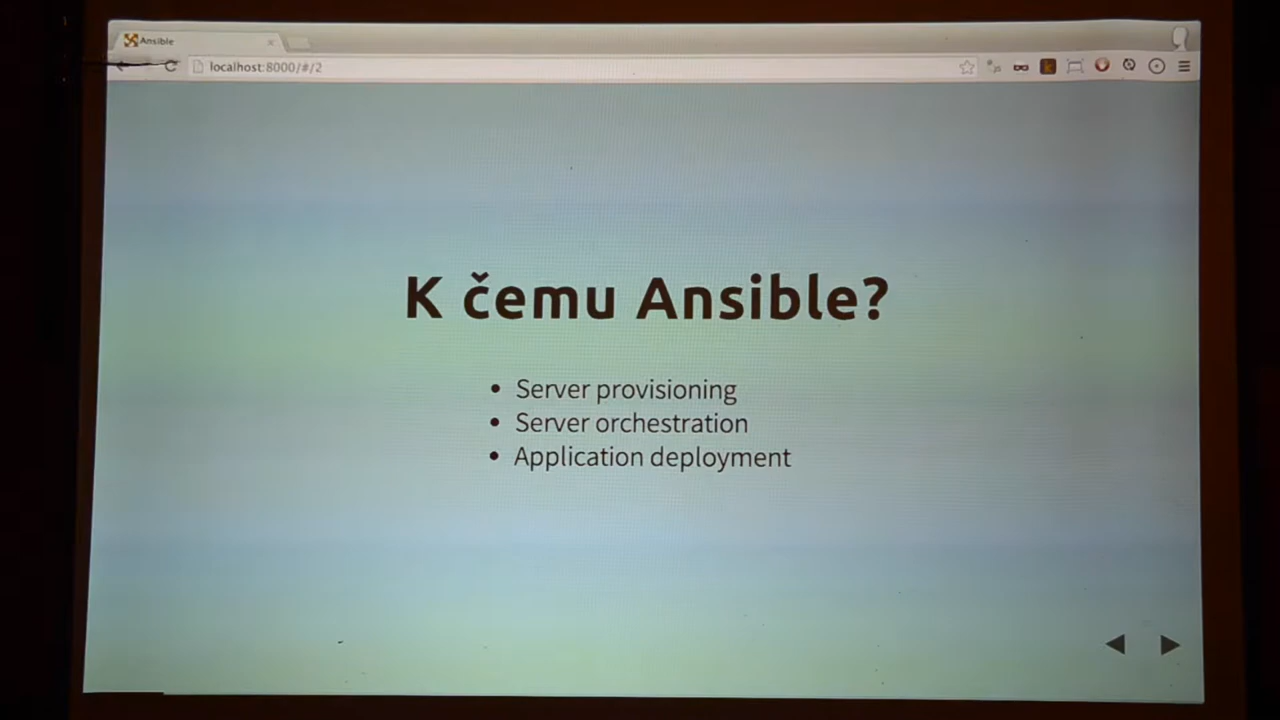 Ansible
localhost:8000/#/2
K čemu Ansible?
Server provisioning
Server orchestration
Application deployment